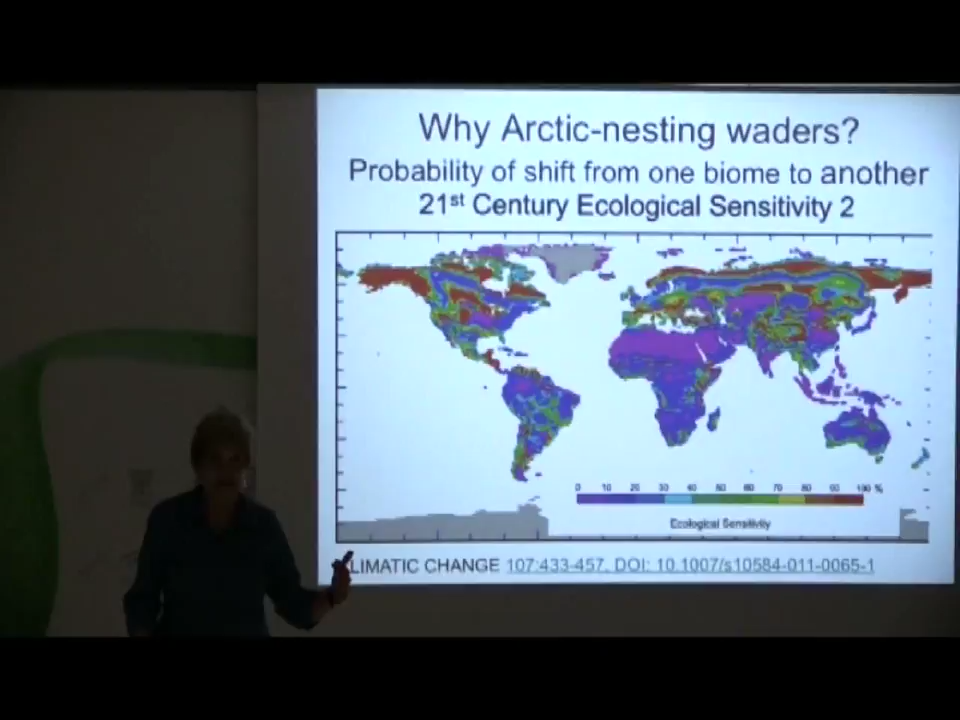 Why Arctic-nesting waders?
Probability of shift from one biome to another
21st Century Ecological Sensitivity 2
0 10 20 30 40 50 60 70 80 90 100 %
Ecological Sensitivity
LIMATIC CHANGE 107:433-457, DOI: 10.1007/s10584-011-0065-1